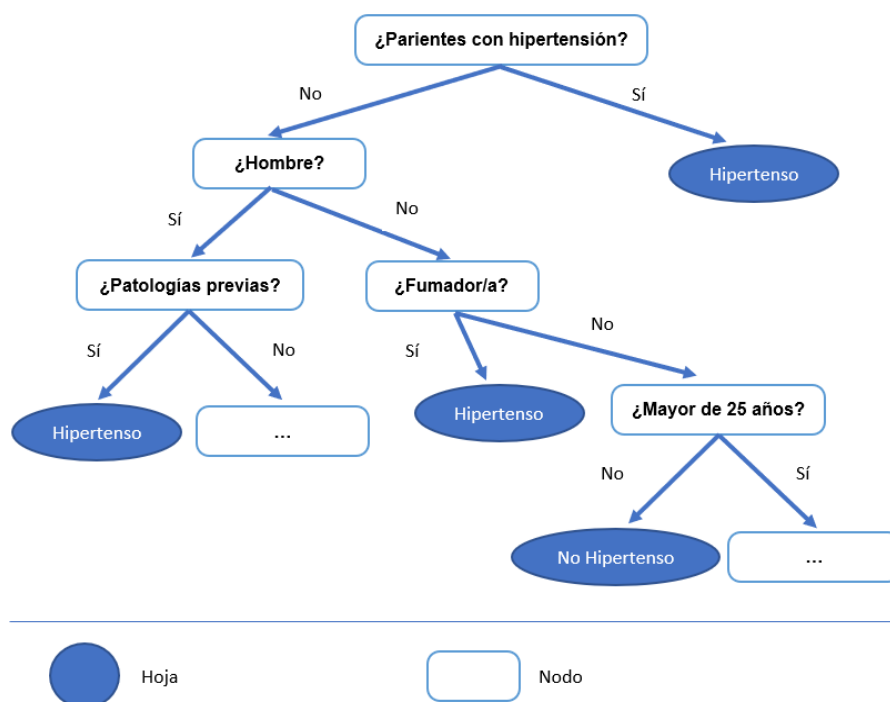 ¿Parientes con hipertensión?
No
Sí
¿Hombre?
Hipertenso
Sí
No
¿Patologías previas?
¿Fumador/a?
Sí
No
Sí
No
Hipertenso
...
Hipertenso
¿Mayor de 25 años?
No
Sí
No Hipertenso
...
Hoja
Nodo